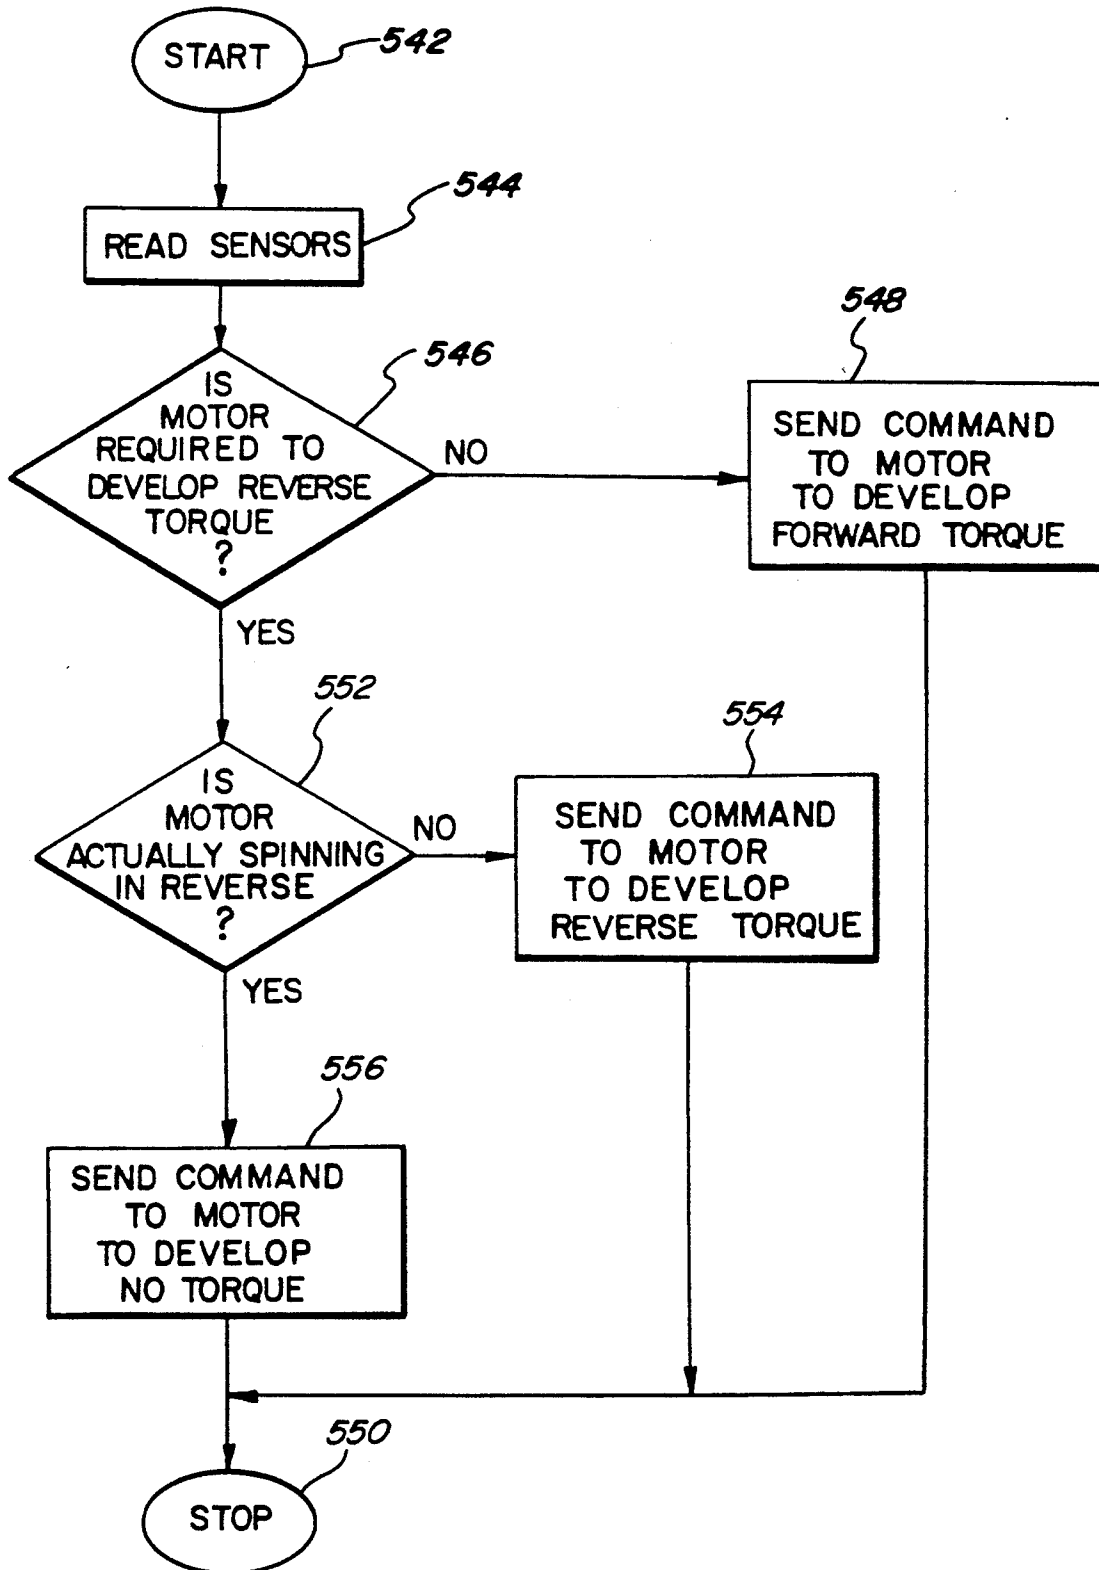 START
542
READ SENSORS
544
IS
MOTOR
REQUIRED TO
DEVELOP REVERSE
TORQUE
?
546
NO
548
SEND COMMAND
TO MOTOR
TO DEVELOP
FORWARD TORQUE
YES
IS
MOTOR
ACTUALLY SPINNING
IN REVERSE
?
552
NO
554
SEND COMMAND
TO MOTOR
TO DEVELOP
REVERSE TORQUE
YES
556
SEND COMMAND
TO MOTOR
TO DEVELOP
NO TORQUE
550
STOP